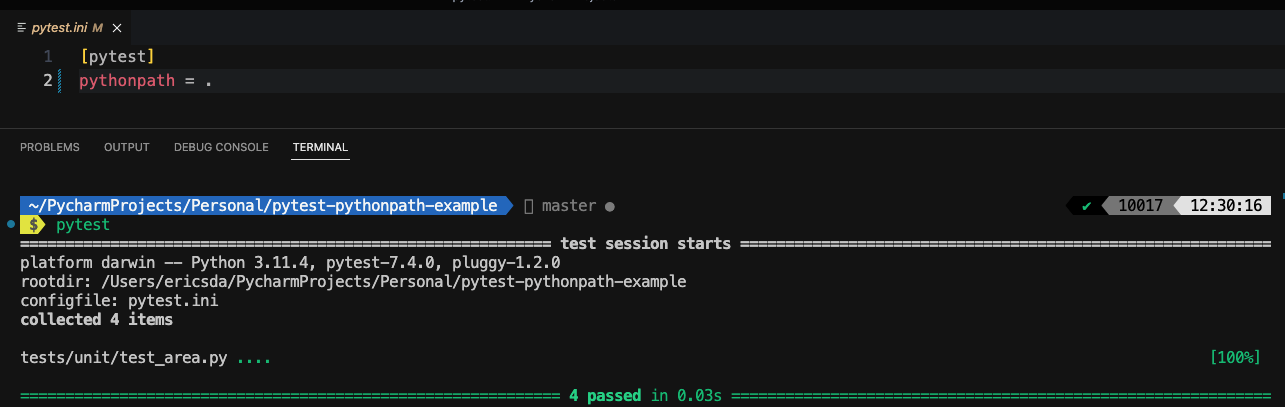 pytest.ini M
1 [pytest]
2 pythonpath = .
PROBLEMS OUTPUT DEBUG CONSOLE TERMINAL
~/PycharmProjects/Personal/pytest-pythonpath-example master ● ✔ 10017 12:30:16
$ pytest
============================================================ test session starts ============================================================
platform darwin -- Python 3.11.4, pytest-7.4.0, pluggy-1.2.0
rootdir: /Users/ericsda/PycharmProjects/Personal/pytest-pythonpath-example
configfile: pytest.ini
collected 4 items
tests/unit/test_area.py .... [100%]
============================================================= 4 passed in 0.03s =============================================================